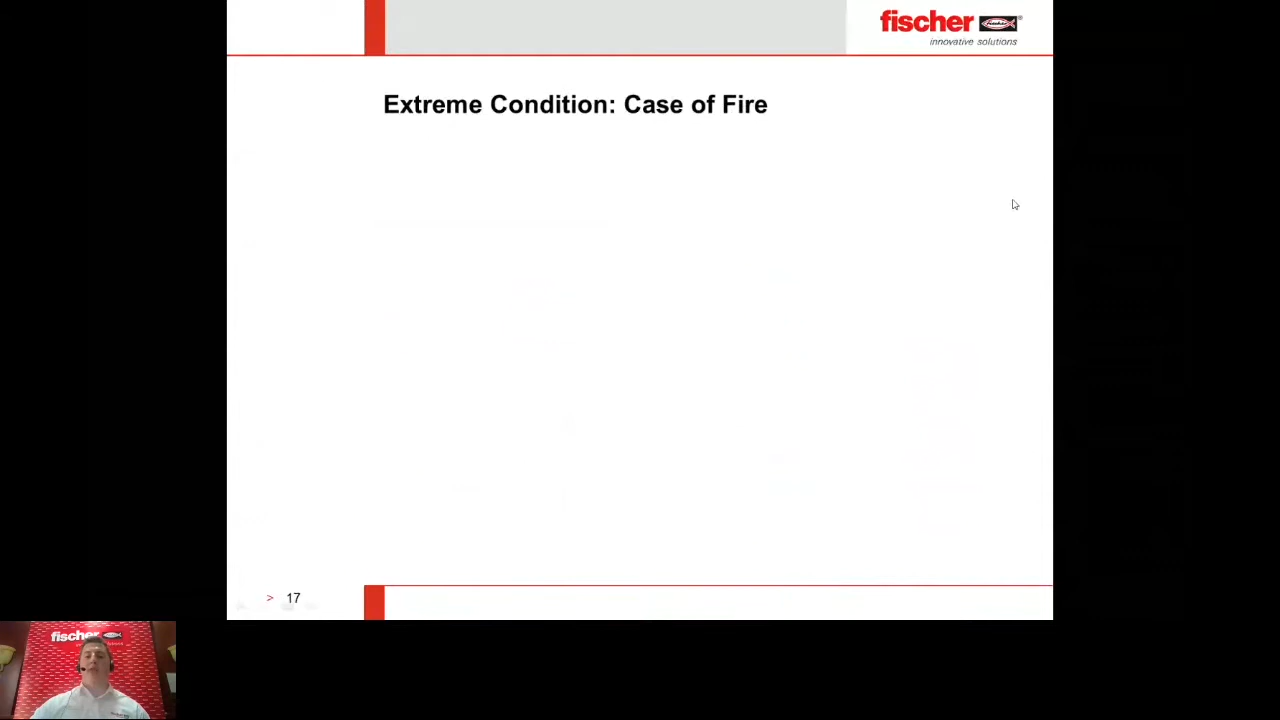 fischer
innovative solutions
Extreme Condition: Case of Fire
> 17
fischer